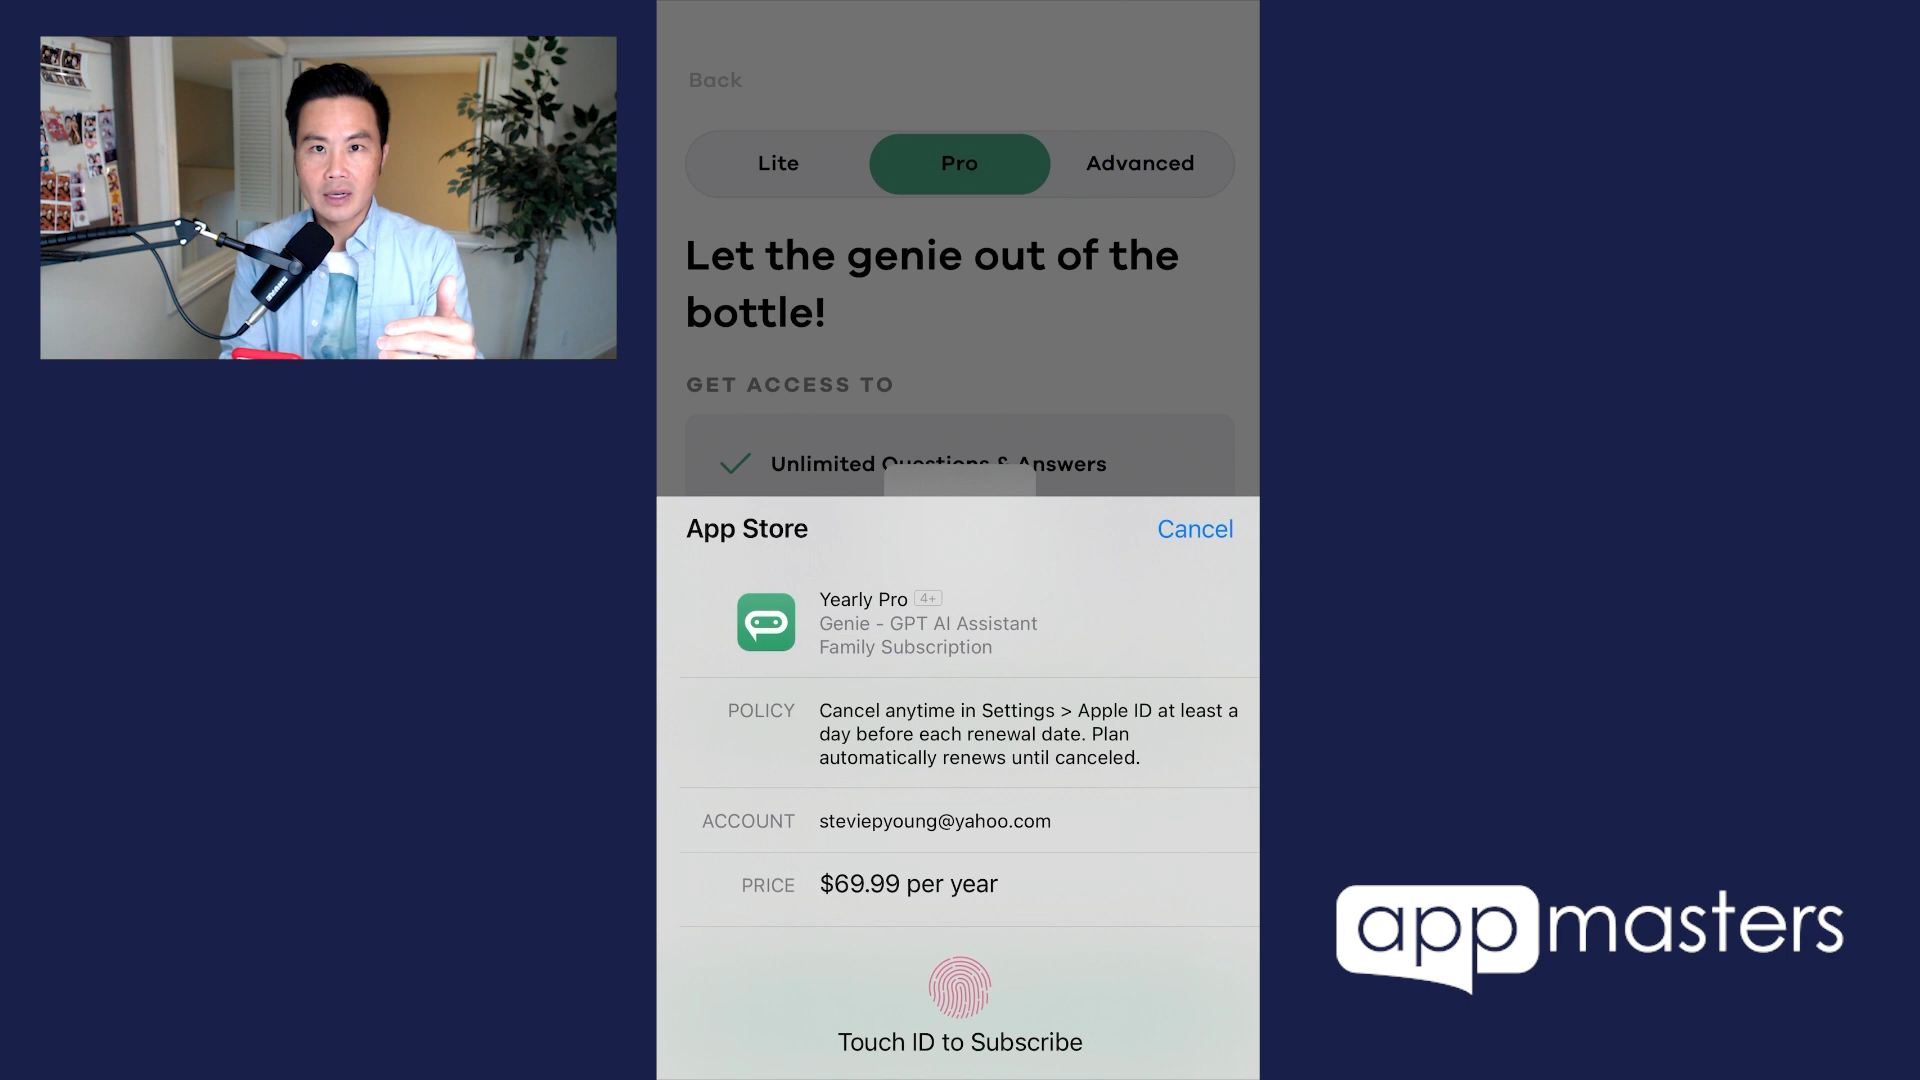 Back
Lite
Pro
Advanced
Let the genie out of the
bottle!
GET ACCESS TO
Unlimited Questions & Answers
App Store
Cancel
Yearly Pro 4+
Genie - GPT AI Assistant
Family Subscription
POLICY
Cancel anytime in Settings > Apple ID at least a
day before each renewal date. Plan
automatically renews until canceled.
ACCOUNT
steviepyoung@yahoo.com
PRICE
$69.99 per year
Touch ID to Subscribe
appmasters